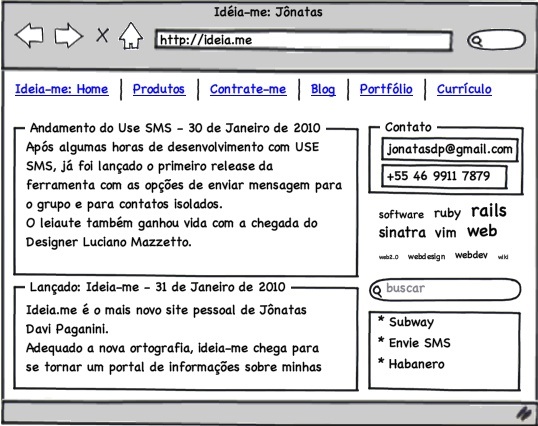 Idéia-me: Jônatas
http://ideia.me
Ideia-me: Home Produtos Contrate-me Blog Portfólio Currículo
Andamento do Use SMS - 30 de Janeiro de 2010
Após algumas horas de desenvolvimento com USE
SMS, já foi lançado o primeiro release da
ferramenta com as opções de enviar mensagem para
o grupo e para contatos isolados.
O leiaute também ganhou vida com a chegada do
Designer Luciano Mazzetto.
Lançado: Ideia-me - 31 de Janeiro de 2010
Ideia.me é o mais novo site pessoal de Jônatas
Davi Paganini.
Adequado a nova ortografia, ideia-me chega para
se tornar um portal de informações sobre minhas
Contato
jonatasdp@gmail.com
+55 46 9911 7879
software ruby rails
sinatra vim web
web2.0 webdesign webdev wiki
buscar
* Subway
* Envie SMS
* Habanero